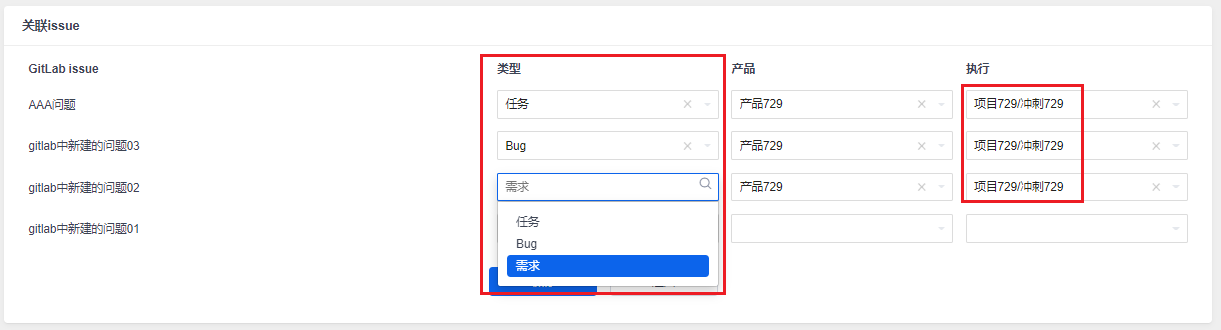 关联issue
GitLab issue 类型 产品 执行
AAA问题 任务 产品729 项目729/冲刺729
gitlab中新建的问题03 Bug 产品729 项目729/冲刺729
gitlab中新建的问题02 需求 产品729 项目729/冲刺729
gitlab中新建的问题01
任务
Bug
需求